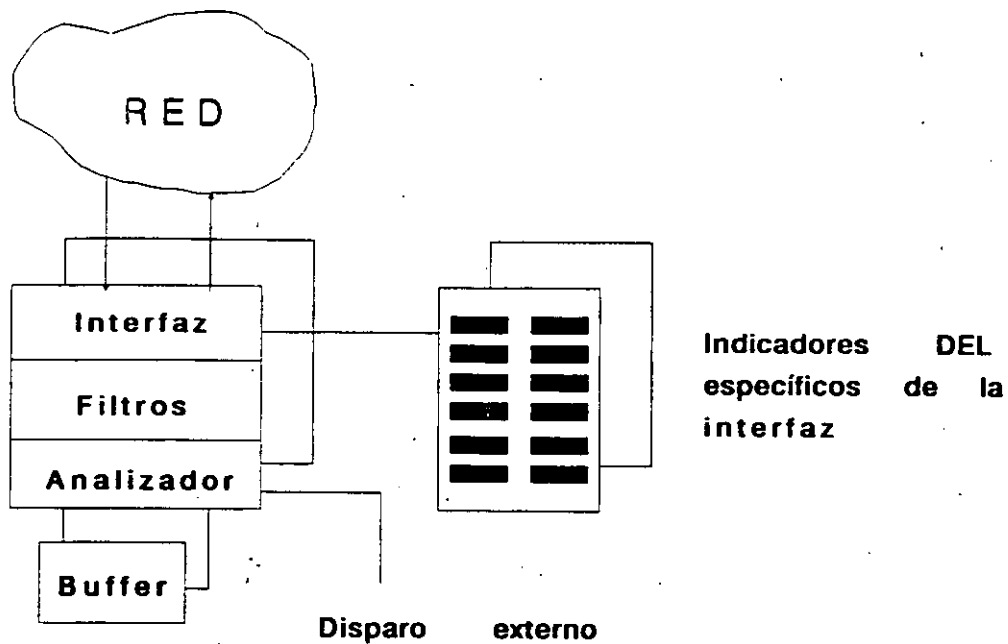 RED
Interfaz
Filtros
Analizador
Buffer
Indicadores DEL
específicos de la
interfaz
Disparo externo